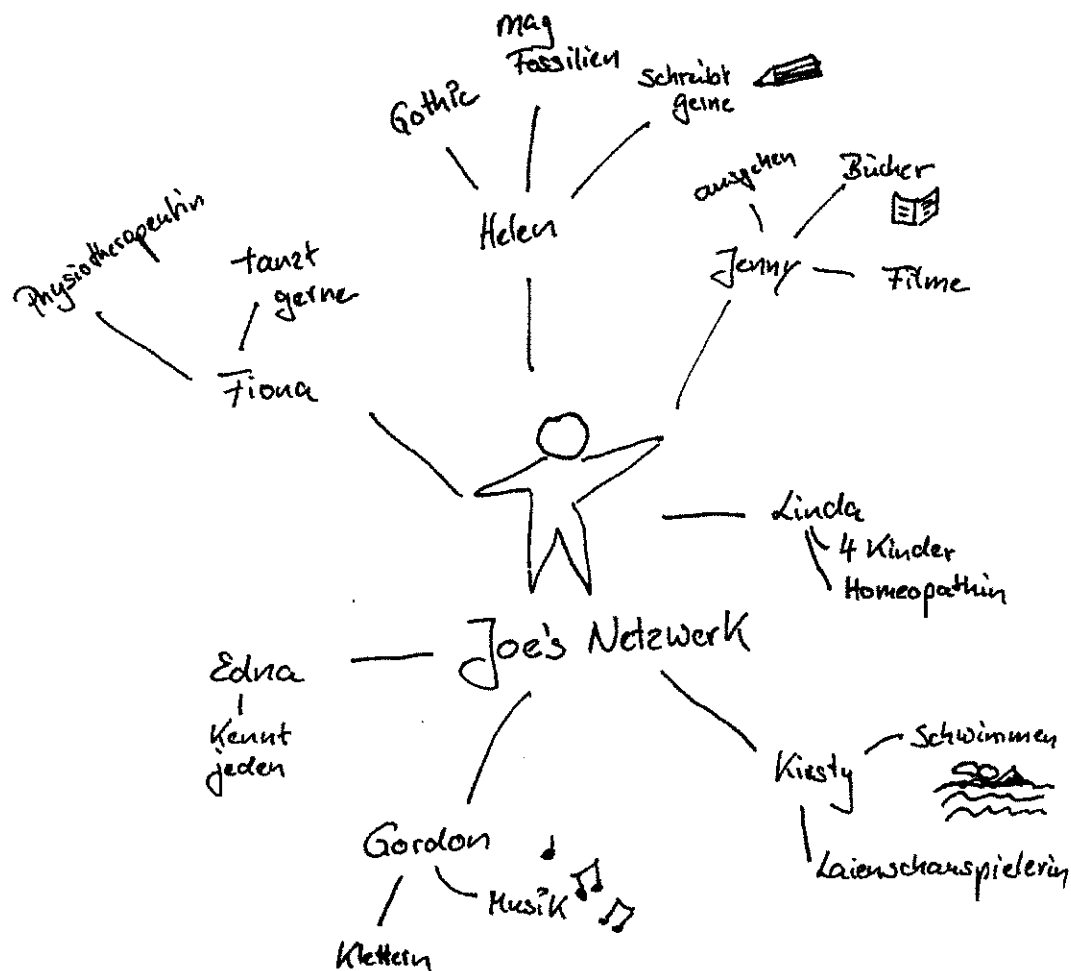 mag
Fossilien
Gothic
Schreibt
gerne
Helen
ausgehen
Bücher
Jenny
Filme
Physiotherapeutin
tanzt
gerne
Fiona
Linda
4 Kinder
Homeopathin
Joe's Netzwerk
Edna
Kennt
jeden
Kirsty
Schwimmen
Laienschauspielerin
Gordon
Musik
Klettern